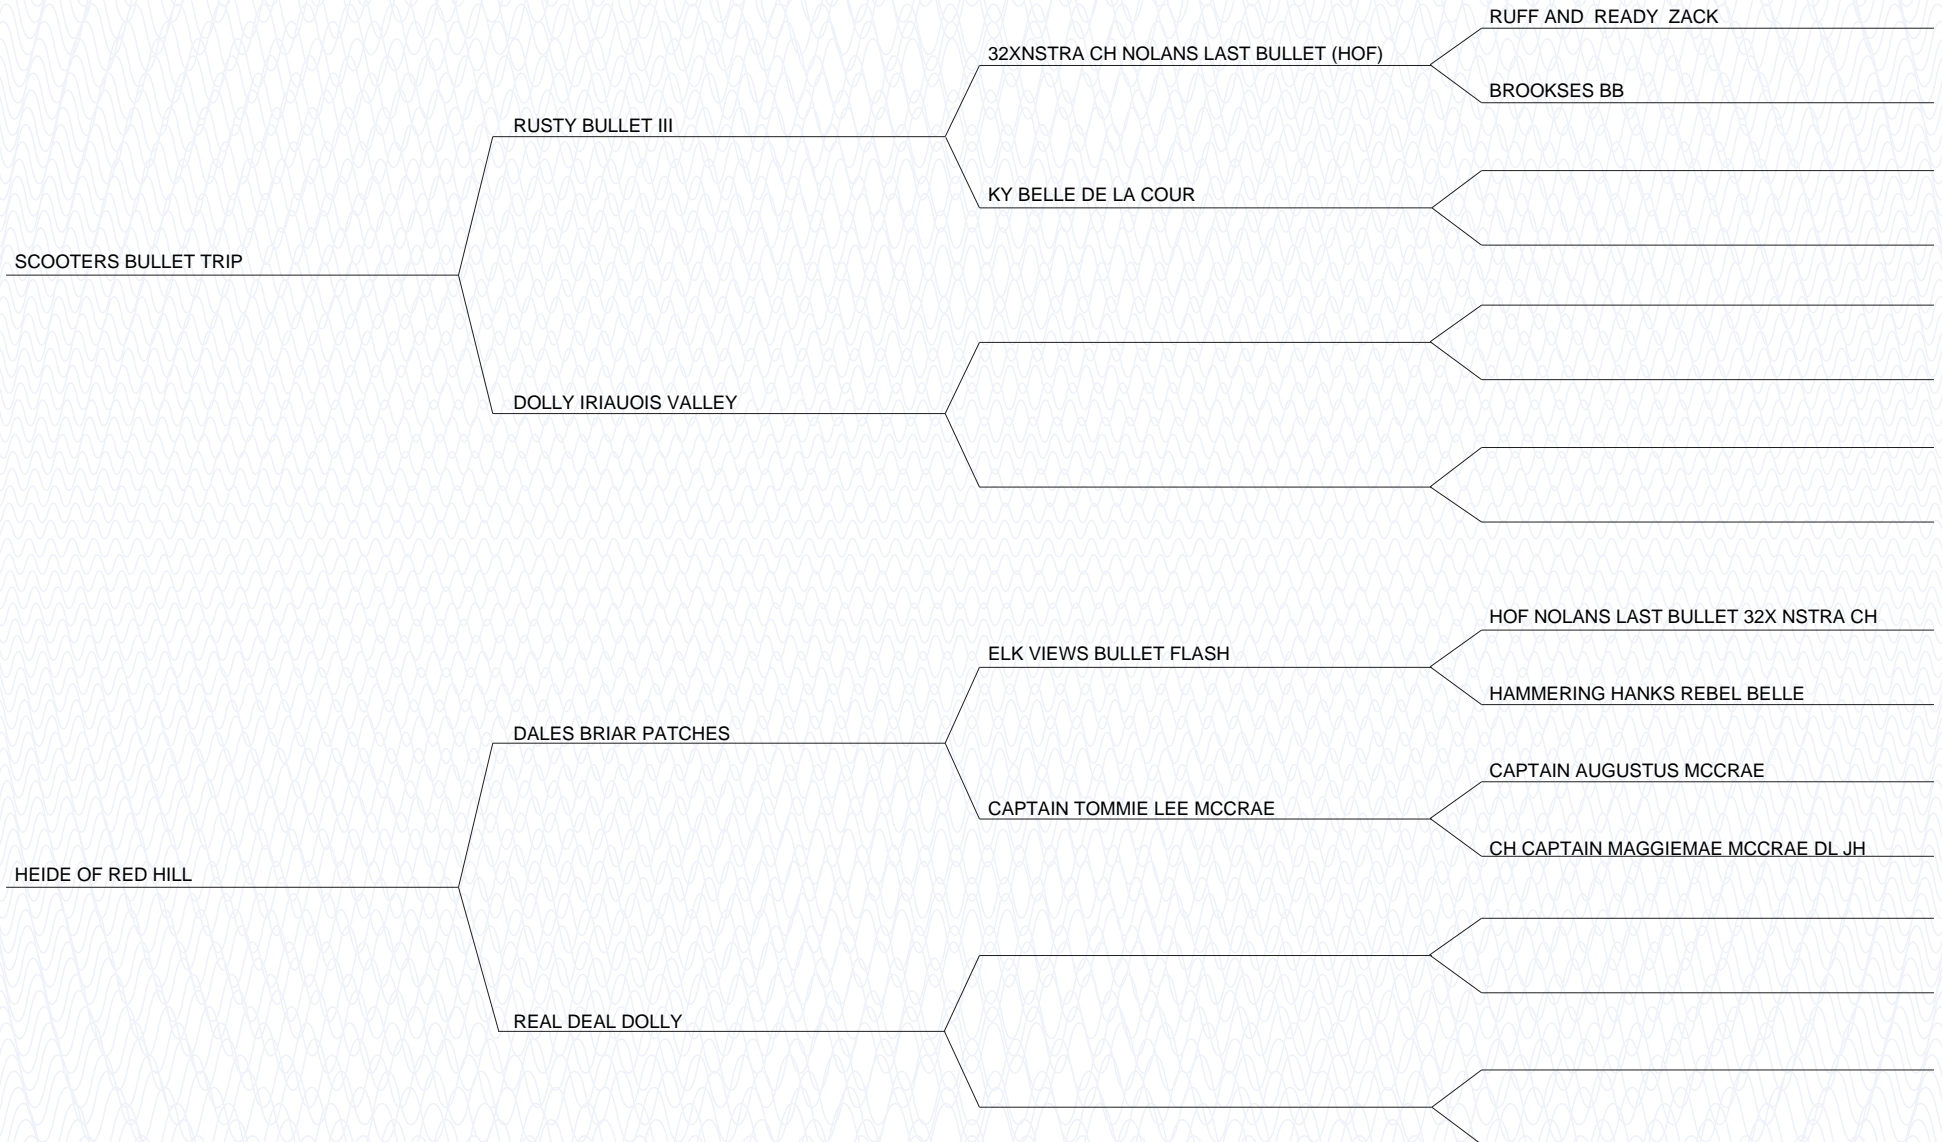 RUFF AND READY ZACK
32XNSTRA CH NOLANS LAST BULLET (HOF)
BROOKSES BB
RUSTY BULLET III
KY BELLE DE LA COUR
SCOOTERS BULLET TRIP
DOLLY IRIAUOIS VALLEY
HOF NOLANS LAST BULLET 32X NSTRA CH
ELK VIEWS BULLET FLASH
HAMMERING HANKS REBEL BELLE
DALES BRIAR PATCHES
CAPTAIN AUGUSTUS MCCRAE
CAPTAIN TOMMIE LEE MCCRAE
CH CAPTAIN MAGGIEMAE MCCRAE DL JH
HEIDE OF RED HILL
REAL DEAL DOLLY